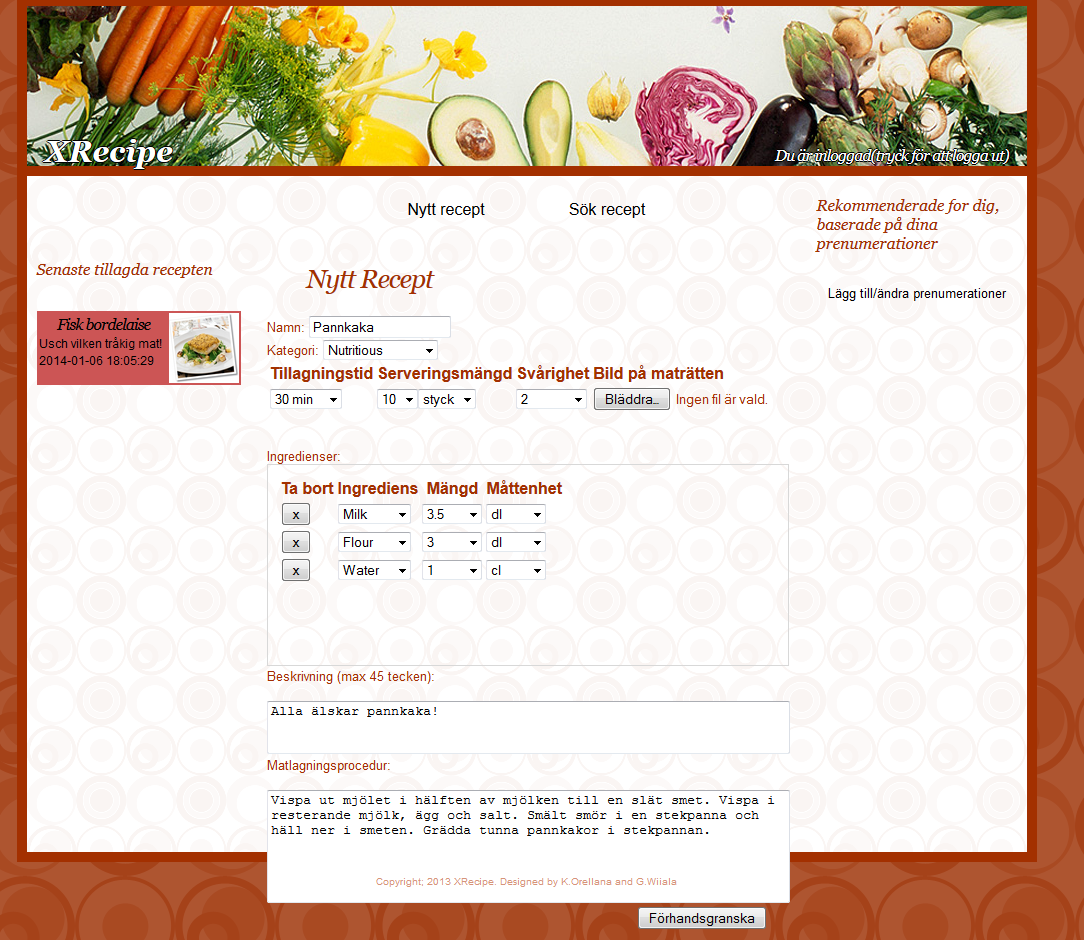 XRecipe
Du är inloggad(tryck för att logga ut)
Nytt recept Sök recept
Rekommenderade for dig,
baserade på dina
prenumerationer
Lägg till/ändra prenumerationer
Senaste tillagda recepten
Fisk bordelaise
Usch vilken tråkig mat!
2014-01-06 18:05:29
Nytt Recept
Namn: Pannkaka
Kategori: Nutritious
Tillagningstid Serveringsmängd Svårighet Bild på maträtten
30 min 10 styck 2 Bläddra... Ingen fil är vald.
Ingredienser:
Ta bort Ingrediens Mängd Måttenhet
x Milk 3.5 dl
x Flour 3 dl
x Water 1 cl
Beskrivning (max 45 tecken):
Alla älskar pannkaka!
Matlagningsprocedur:
Vispa ut mjölet i hälften av mjölken till en slät smet. Vispa i
resterande mjölk, ägg och salt. Smält smör i en stekpanna och
häll ner i smeten. Grädda tunna pannkakor i stekpannan.
Copyright; 2013 XRecipe. Designed by K.Orellana and G.Wiiala
Förhandsgranska